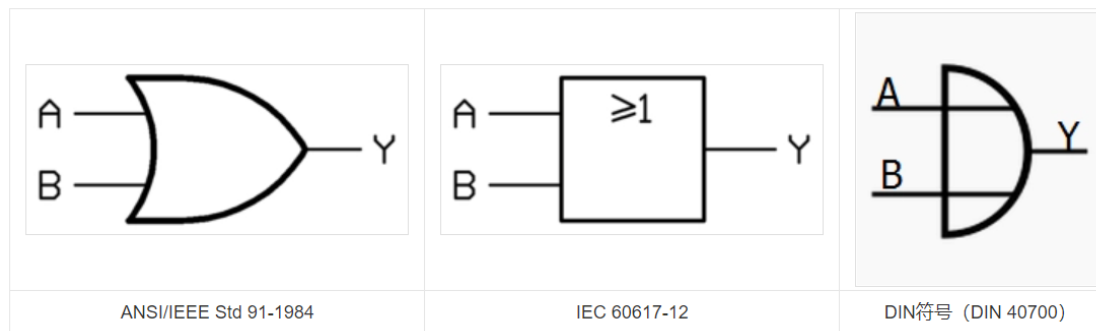 A
B
Y
A
B
≥1
Y
A
B
Y
ANSI/IEEE Std 91-1984
IEC 60617-12
DIN符号（DIN 40700）